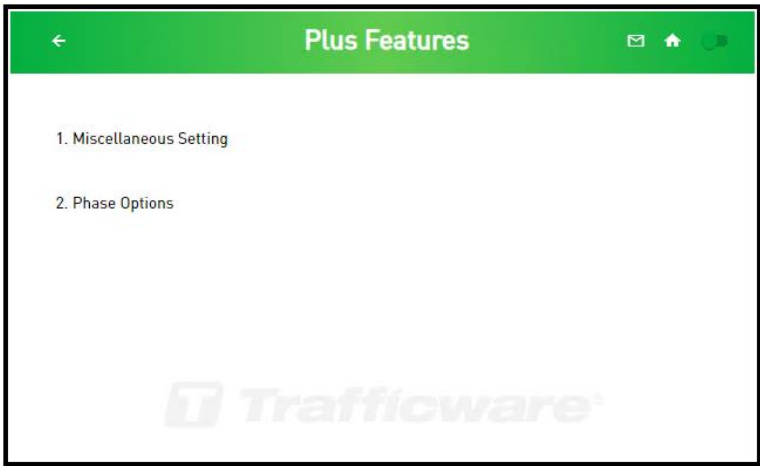 Plus Features
1. Miscellaneous Setting
2. Phase Options
T Trafficware®